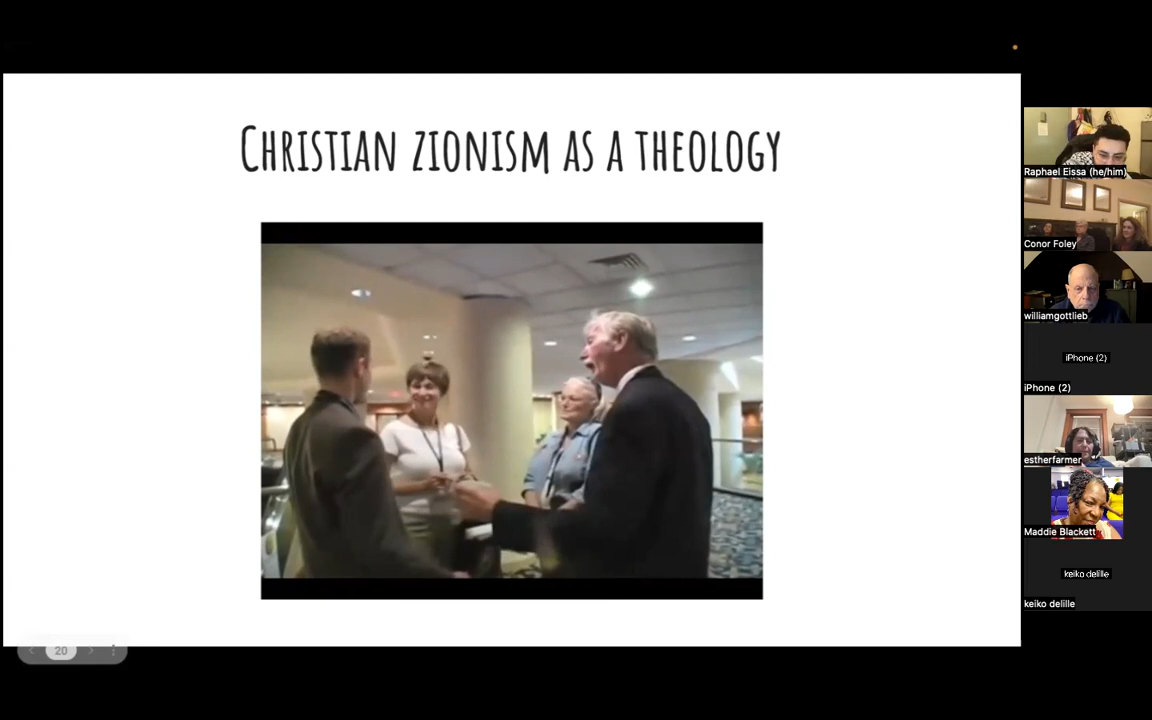 CHRISTIAN ZIONISM AS A THEOLOGY
Raphael Eissa (he/him)
Conor Foley
williamgottlieb
iPhone (2)
iPhone (2)
estherfarmer
Maddie Blackett
keiko delille
keiko delille
20